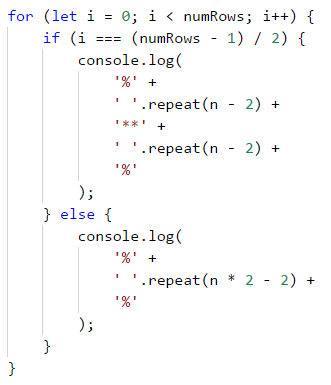 for (let i = 0; i < numRows; i++) {
    if (i === (numRows - 1) / 2) {
        console.log(
            '%' +
            ' '.repeat(n - 2) +
            '**' +
            ' '.repeat(n - 2) +
            '%'
        );
    } else {
        console.log(
            '%' +
            ' '.repeat(n * 2 - 2) +
            '%'
        );
    }
}